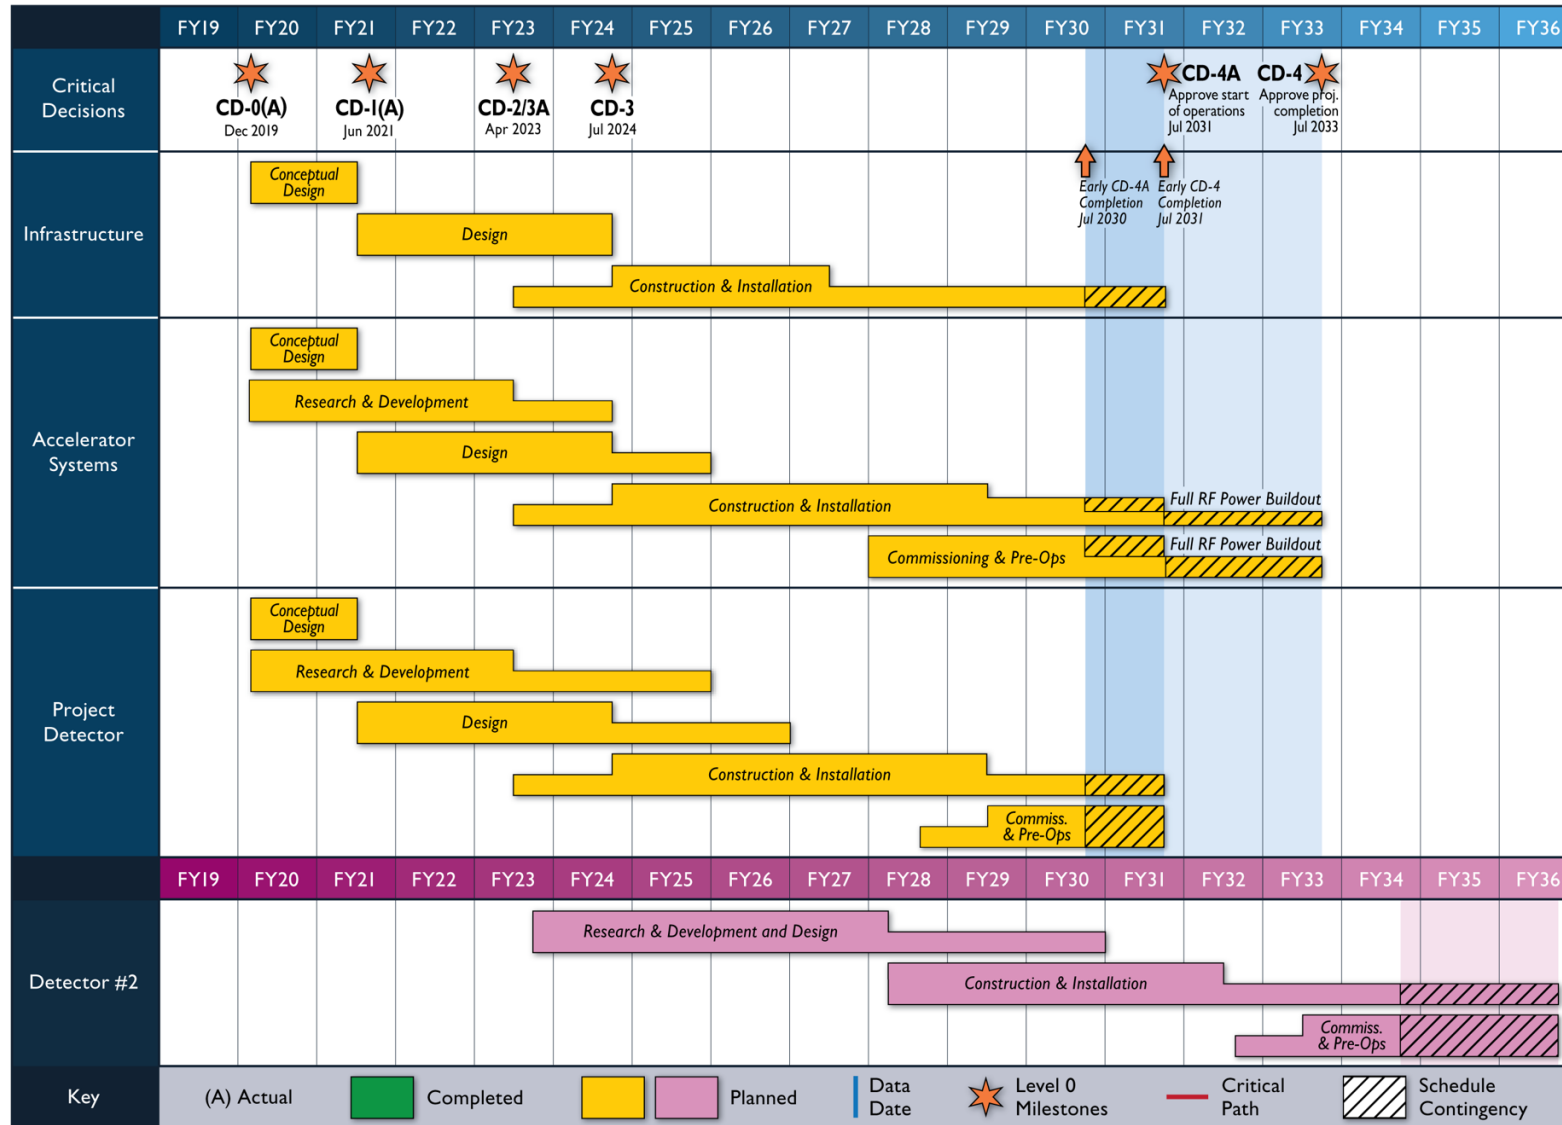 FY19 FY20 FY21 FY22 FY23 FY24 FY25 FY26 FY27 FY28 FY29 FY30 FY31 FY32 FY33 FY34 FY35 FY36
Critical
Decisions
CD-0(A)
Dec 2019
CD-1(A)
Jun 2021
CD-2/3A
Apr 2023
CD-3
Jul 2024
CD-4A
Approve start
of operations
Jul 2031
CD-4
Approve proj.
completion
Jul 2033
Infrastructure
Early CD-4A
Completion
Jul 2030
Early CD-4
Completion
Jul 2031
Conceptual
Design
Design
Construction & Installation
Accelerator
Systems
Conceptual
Design
Research & Development
Design
Construction & Installation
Full RF Power Buildout
Commissioning & Pre-Ops
Full RF Power Buildout
Project
Detector
Conceptual
Design
Research & Development
Design
Construction & Installation
Commiss.
& Pre-Ops
FY19 FY20 FY21 FY22 FY23 FY24 FY25 FY26 FY27 FY28 FY29 FY30 FY31 FY32 FY33 FY34 FY35 FY36
Detector #2
Research & Development and Design
Construction & Installation
Commiss.
& Pre-Ops
Key
(A) Actual
Completed
Planned
Data
Date
Level 0
Milestones
Critical
Path
Schedule
Contingency